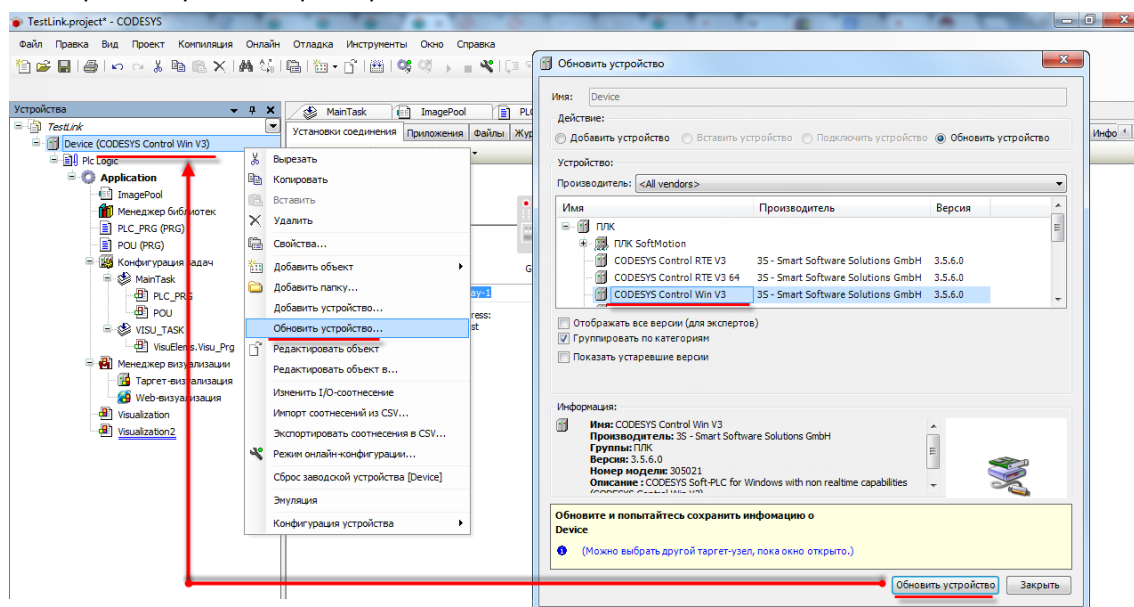 TestLink.project* - CODESYS
Файл Правка Вид Проект Компиляция Онлайн Отладка Инструменты Окно Справка
Устройства
TestLink
Device (CODESYS Control Win V3)
Plc Logic
Application
ImagePool
Менеджер библиотек
PLC_PRG (PRG)
POU (PRG)
Конфигурация задач
MainTask
PLC_PRG
POU
VISU_TASK
VisuElems.Visu_Prg
Менеджер визуализации
Таргет-визуализация
Web-визуализация
Visualization
Visualization2
MainTask ImagePool
Установки соединения Приложения Файлы Жур
Инфо
Вырезать
Копировать
Вставить
Удалить
Свойства...
Добавить объект
Добавить папку...
Добавить устройство...
Обновить устройство...
Редактировать объект
Редактировать объект в...
Изменить I/O-соотнесение
Импорт соотнесений из CSV...
Экспортировать соотнесения в CSV...
Режим онлайн-конфигурации...
Сброс заводской устройства [Device]
Эмуляция
Конфигурация устройства
G
ay-1
ress:
st
Обновить устройство
Имя: Device
Действие:
Добавить устройство Вставить устройство Подключить устройство Обновить устройство
Устройство:
Производитель: <All vendors>
Имя Производитель Версия
ПЛК
ПЛК SoftMotion
CODESYS Control RTE V3 3S - Smart Software Solutions GmbH 3.5.6.0
CODESYS Control RTE V3 64 3S - Smart Software Solutions GmbH 3.5.6.0
CODESYS Control Win V3 3S - Smart Software Solutions GmbH 3.5.6.0
Отображать все версии (для экспертов)
Группировать по категориям
Показать устаревшие версии
Информация:
Имя: CODESYS Control Win V3
Производитель: 3S - Smart Software Solutions GmbH
Группы: ПЛК
Версия: 3.5.6.0
Номер модели: 305021
Описание : CODESYS Soft-PLC for Windows with non realtime capabilities
(CODESYS Control Win V3)
Обновите и попытайтесь сохранить инфомацию о
Device
(Можно выбрать другой таргет-узел, пока окно открыто.)
Обновить устройство Закрыть